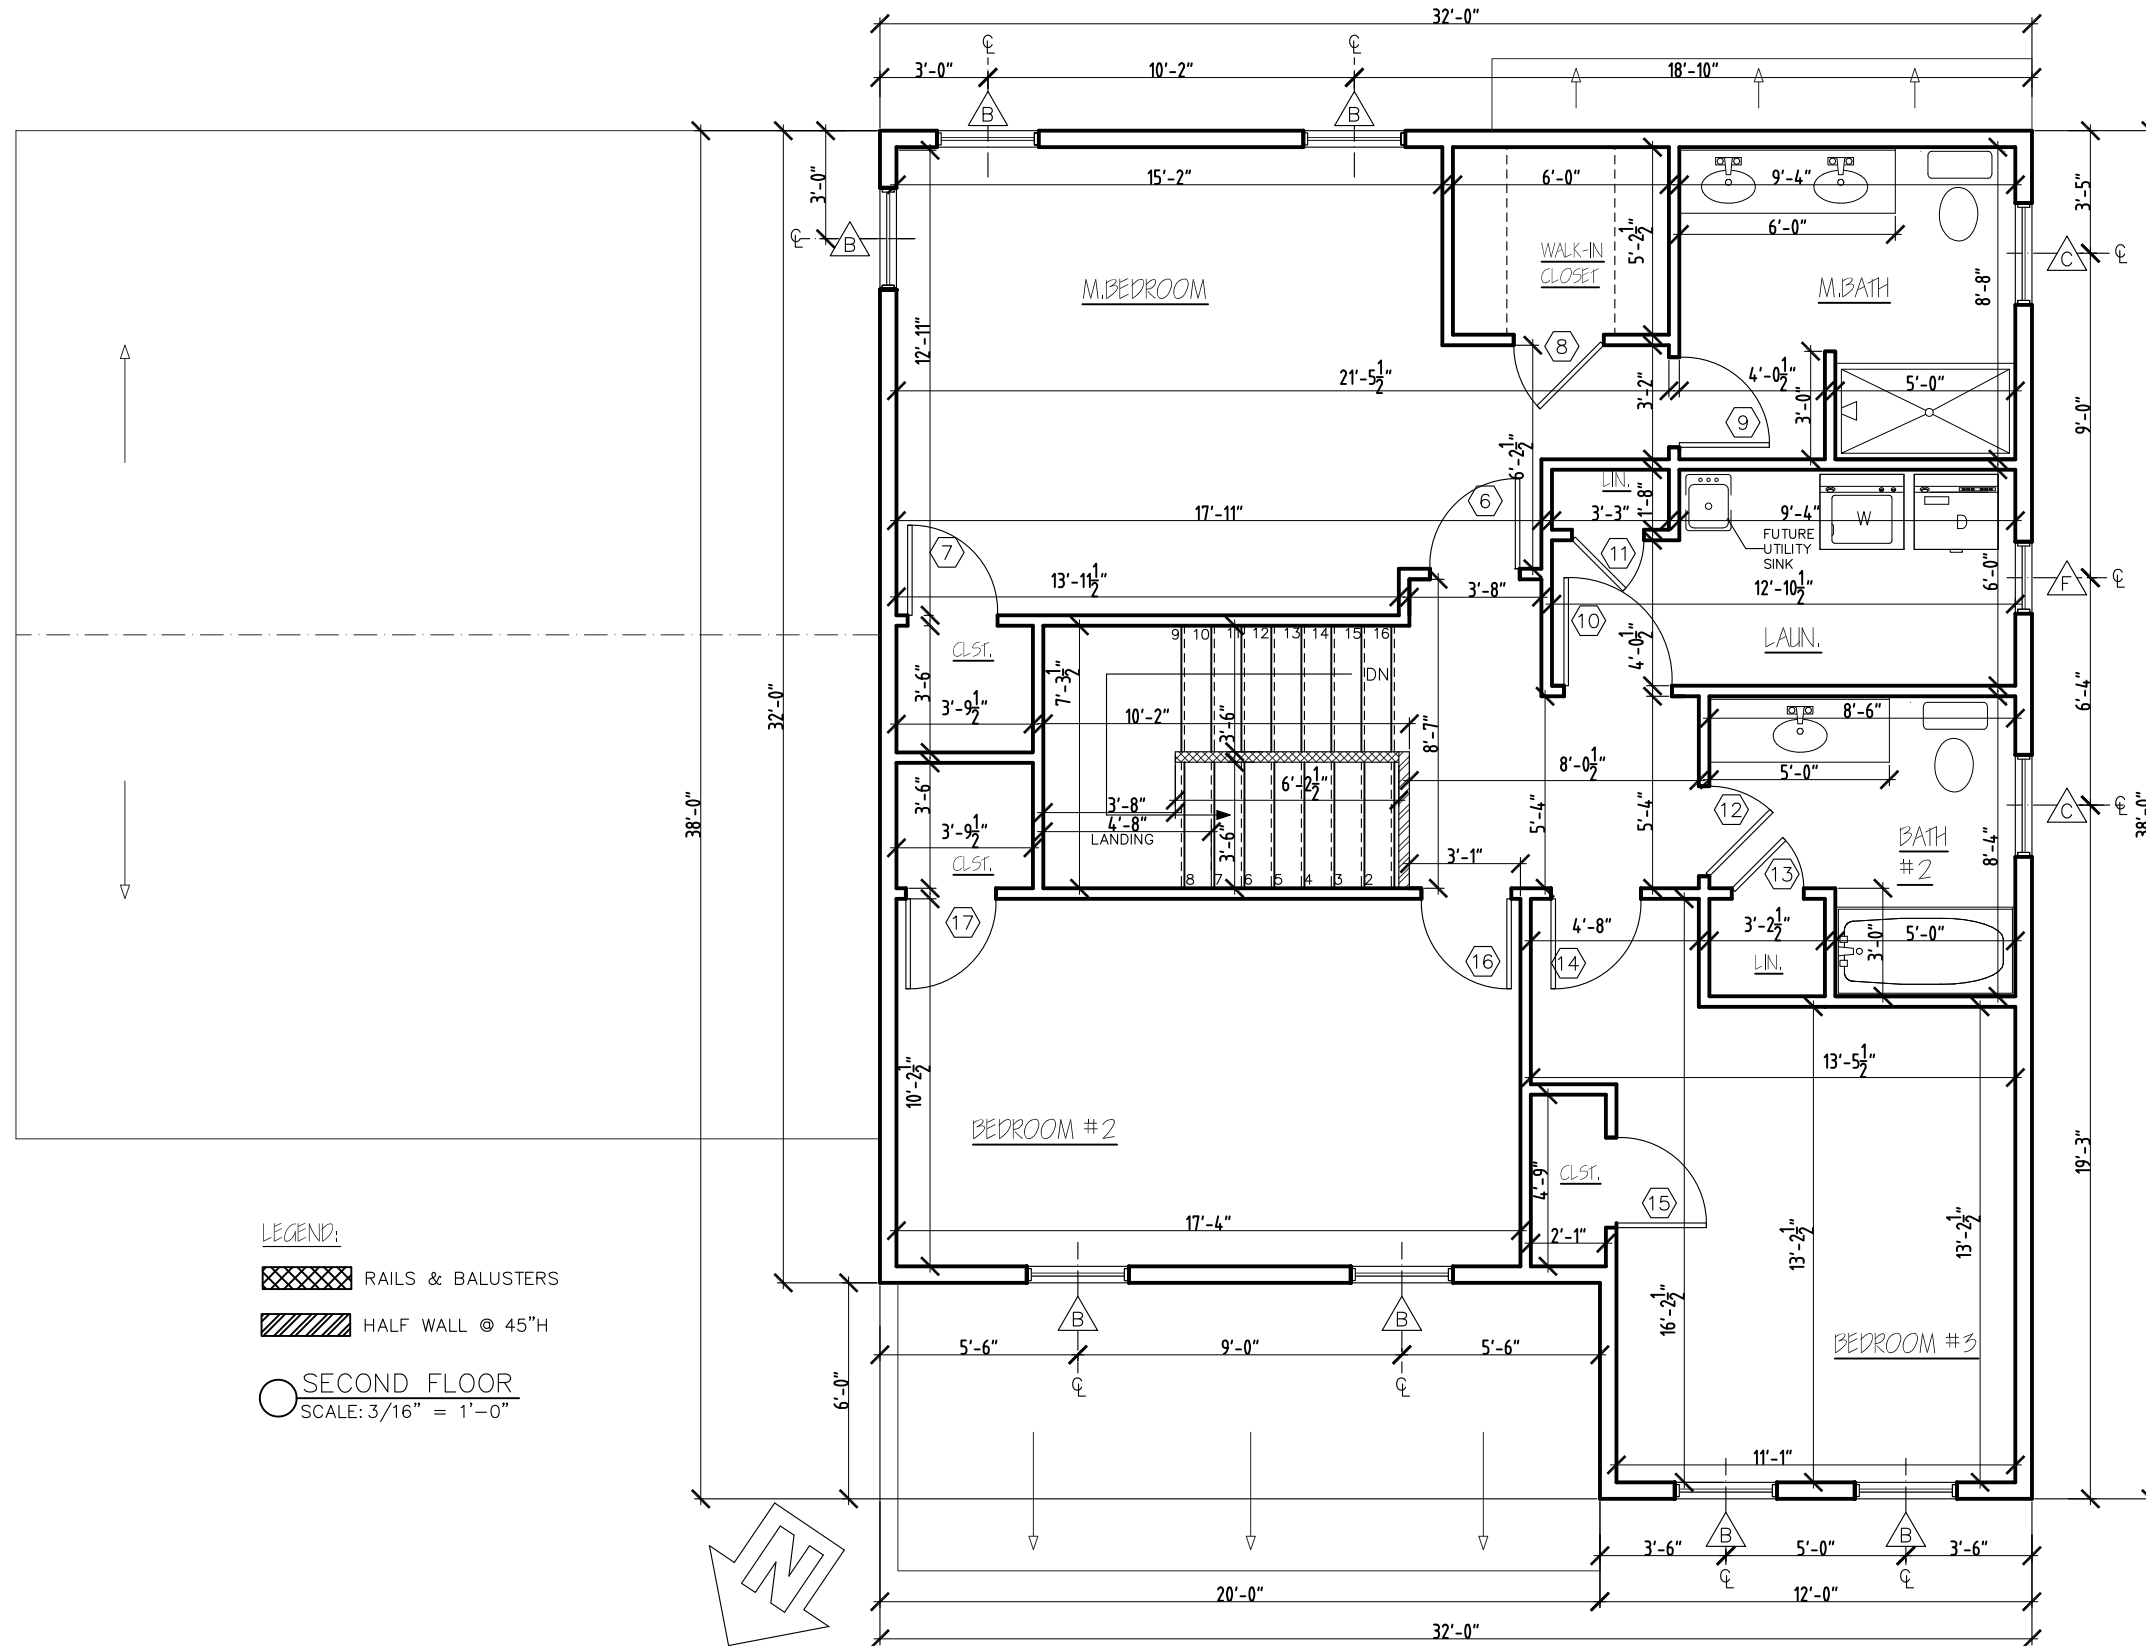 32'-0"
3'-0"
10'-2"
18'-10"
B
B
3'-0"
B
15'-2"
6'-0"
9'-4"
6'-0"
3'-5"
5'-2 1/2"
WALK-IN
CLOSET
M.BEDROOM
M.BATH
8'-8"
C
12'-11"
8
21'-5 1/2"
3'-2"
4'-0 1/2"
5'-0"
3'-0"
9
9'-0"
6'-2 1/2"
6
LIN.
1'-8"
17'-11"
3'-3"
9'-4"
W
D
FUTURE
UTILITY
SINK
7
11
13'-11 1/2"
3'-8"
12'-10 1/2"
6'-0"
F
10
4'-0 1/2"
LAUN.
9 10 11 12 13 14 15 16
CLST.
7'-3 1/2"
DN
3'-6"
3'-9 1/2"
10'-2"
3'-6"
8'-7"
8'-6"
6'-4"
32'-0"
38'-0"
3'-6"
6'-2 1/2"
8'-0 1/2"
5'-0"
3'-8"
4'-8"
LANDING
3'-6"
5'-4"
5'-4"
12
C
38'-0"
3'-9 1/2"
CLST.
BATH
#2
8'-4"
3'-1"
13
8 7 6 5 4 3 2
17
16
14
4'-8"
3'-2 1/2"
3'-0"
5'-0"
LIN.
10'-2 1/2"
13'-5 1/2"
BEDROOM #2
CLST.
4'-9"
15
19'-3"
17'-4"
2'-1"
13'-2 1/2"
13'-2 1/2"
16'-2 1/2"
BEDROOM #3
LEGEND:
RAILS & BALUSTERS
HALF WALL @ 45"H
SECOND FLOOR
SCALE: 3/16" = 1'-0"
B
B
5'-6"
9'-0"
5'-6"
6'-0"
11'-1"
B
B
3'-6"
5'-0"
3'-6"
N
20'-0"
12'-0"
32'-0"